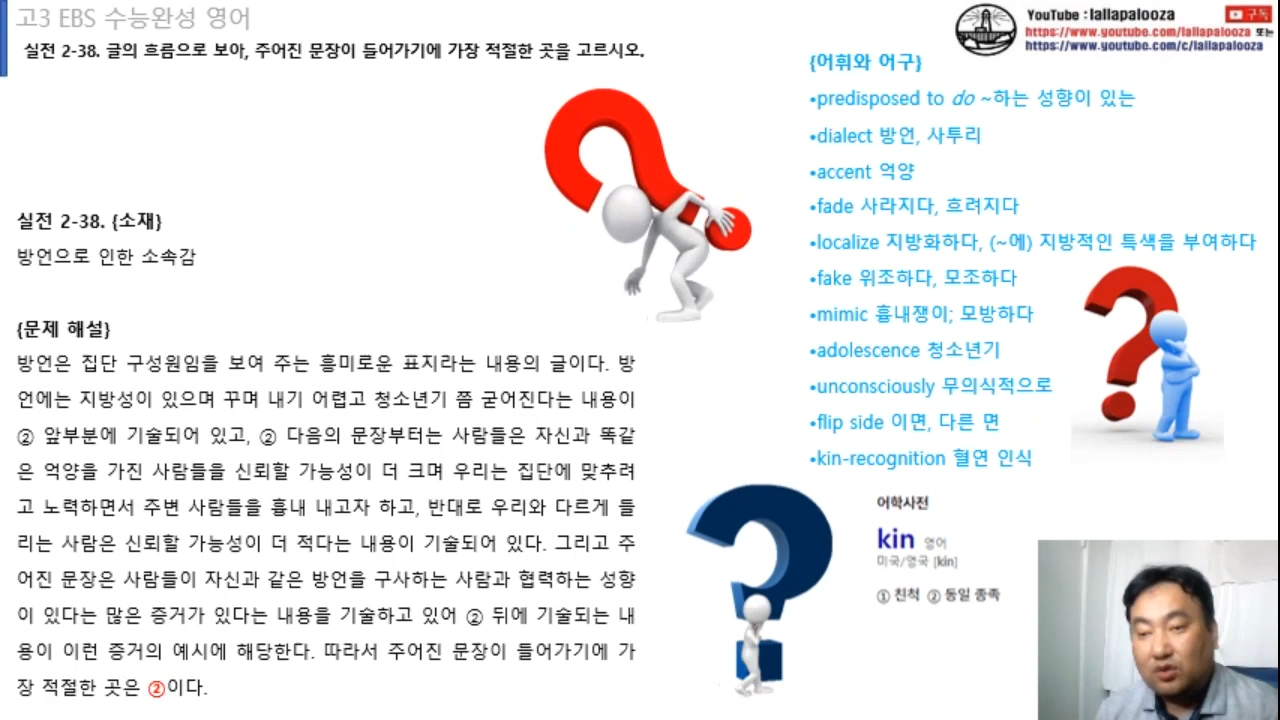 고3 EBS 수능완성 영어
실전 2-38. 글의 흐름으로 보아, 주어진 문장이 들어가기에 가장 적절한 곳을 고르시오.
YouTube : lallapalooza
구독
https://www.youtube.com/lallapalooza 또는
https://www.youtube.com/c/lallapalooza
실전 2-38. {소재}
방언으로 인한 소속감
{문제 해설}
방언은 집단 구성원임을 보여 주는 흥미로운 표지라는 내용의 글이다. 방
언에는 지방성이 있으며 꾸며 내기 어렵고 청소년기 쯤 굳어진다는 내용이
② 앞부분에 기술되어 있고, ② 다음의 문장부터는 사람들은 자신과 똑같
은 억양을 가진 사람들을 신뢰할 가능성이 더 크며 우리는 집단에 맞추려
고 노력하면서 주변 사람들을 흉내 내고자 하고, 반대로 우리와 다르게 들
리는 사람은 신뢰할 가능성이 더 적다는 내용이 기술되어 있다. 그리고 주
어진 문장은 사람들이 자신과 같은 방언을 구사하는 사람과 협력하는 성향
이 있다는 많은 증거가 있다는 내용을 기술하고 있어 ② 뒤에 기술되는 내
용이 이런 증거의 예시에 해당한다. 따라서 주어진 문장이 들어가기에 가
장 적절한 곳은 ②이다.
{어휘와 어구}
•predisposed to do ~하는 성향이 있는
•dialect 방언, 사투리
•accent 억양
•fade 사라지다, 흐려지다
•localize 지방화하다, (~에) 지방적인 특색을 부여하다
•fake 위조하다, 모조하다
•mimic 흉내쟁이; 모방하다
•adolescence 청소년기
•unconsciously 무의식적으로
•flip side 이면, 다른 면
•kin-recognition 혈연 인식
어학사전
kin 영어
미국/영국 [kin]
① 친척 ② 동일 종족